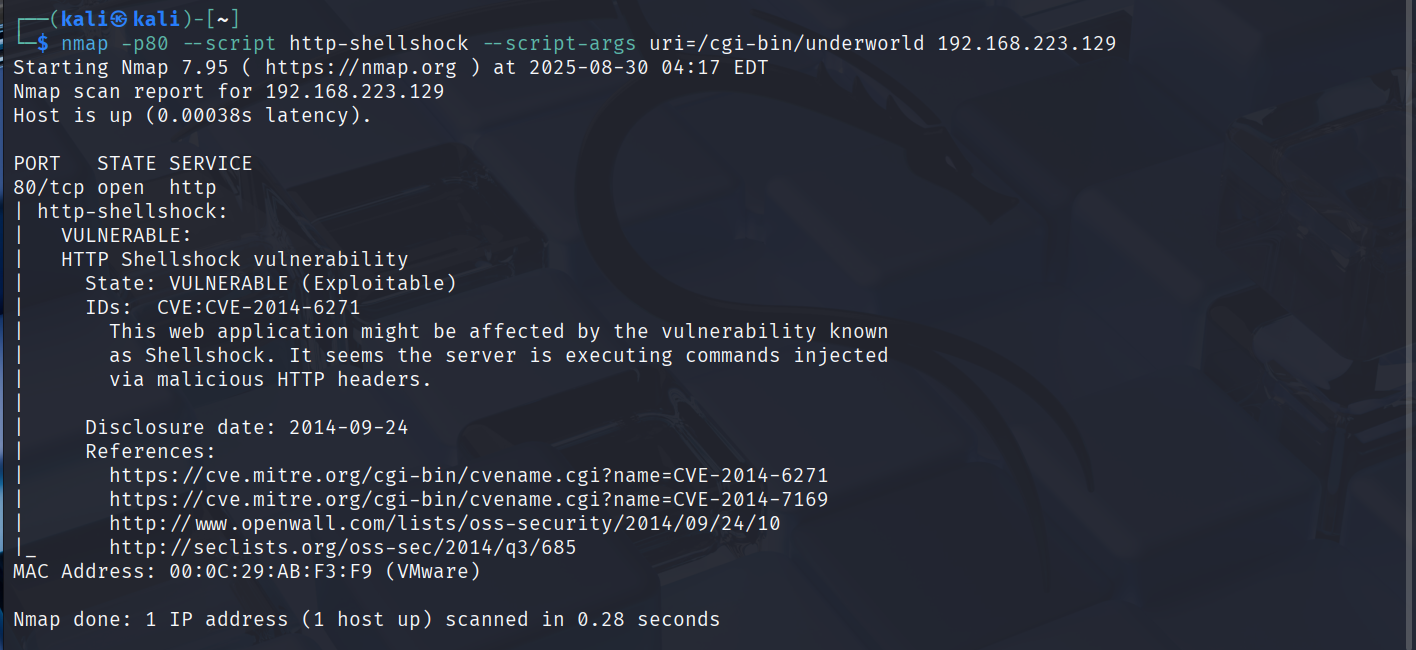 ┌──(kali㉿kali)-[~]
└─$ nmap -p80 --script http-shellshock --script-args uri=/cgi-bin/underworld 192.168.223.129
Starting Nmap 7.95 ( https://nmap.org ) at 2025-08-30 04:17 EDT
Nmap scan report for 192.168.223.129
Host is up (0.00038s latency).

PORT   STATE SERVICE
80/tcp open  http
| http-shellshock:
|   VULNERABLE:
|   HTTP Shellshock vulnerability
|     State: VULNERABLE (Exploitable)
|     IDs:  CVE:CVE-2014-6271
|       This web application might be affected by the vulnerability known
|       as Shellshock. It seems the server is executing commands injected
|       via malicious HTTP headers.
|
|     Disclosure date: 2014-09-24
|     References:
|       https://cve.mitre.org/cgi-bin/cvename.cgi?name=CVE-2014-6271
|       https://cve.mitre.org/cgi-bin/cvename.cgi?name=CVE-2014-7169
|       http://www.openwall.com/lists/oss-security/2014/09/24/10
|_      http://seclists.org/oss-sec/2014/q3/685
MAC Address: 00:0C:29:AB:F3:F9 (VMware)

Nmap done: 1 IP address (1 host up) scanned in 0.28 seconds